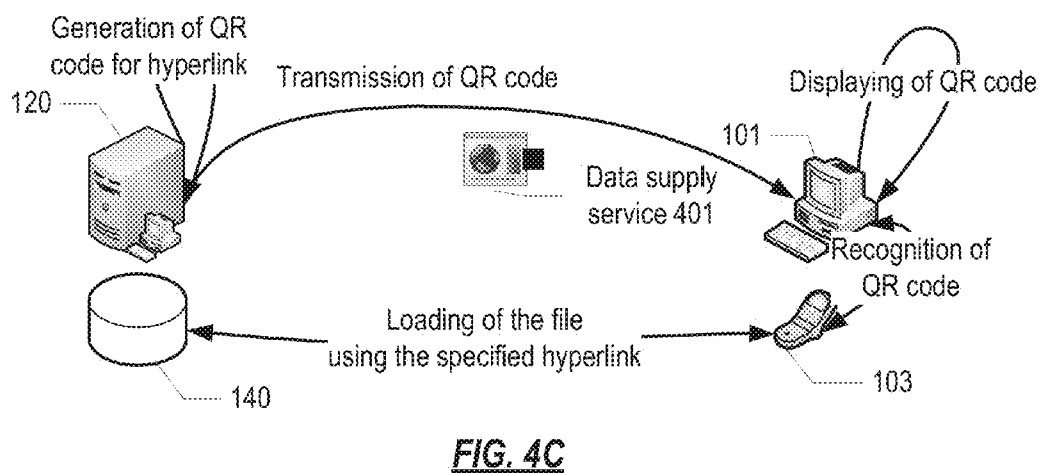 Generation of QR
code for hyperlink
120
Transmission of QR code
Displaying of QR code
101
Data supply
service 401
Recognition of
QR code
Loading of the file
using the specified hyperlink
140
103
FIG. 4C